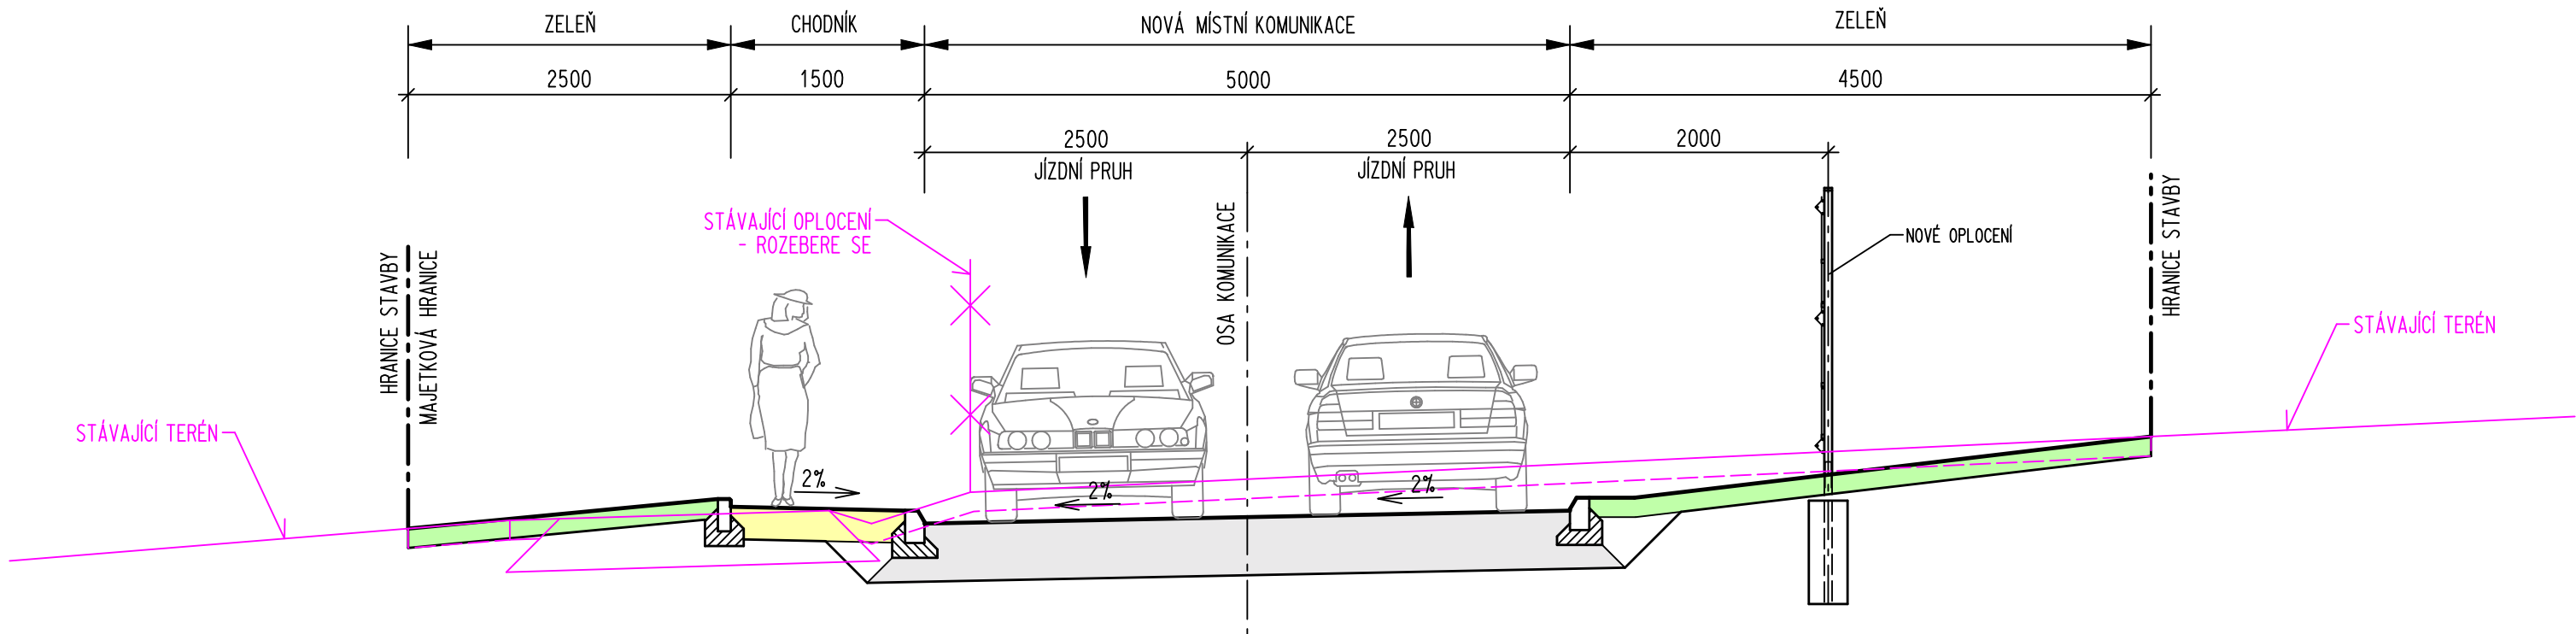 ZELEŇ
CHODNÍK
NOVÁ MÍSTNÍ KOMUNIKACE
ZELEŇ
2500
1500
5000
4500
2500
2500
2000
JÍZDNÍ PRUH
JÍZDNÍ PRUH
STÁVAJÍCÍ OPLOCENÍ
- ROZEBERE SE
OSA KOMUNIKACE
NOVÉ OPLOCENÍ
HRANICE STAVBY
HRANICE STAVBY
MAJETKOVÁ HRANICE
STÁVAJÍCÍ TERÉN
STÁVAJÍCÍ TERÉN
2%
2%
2%